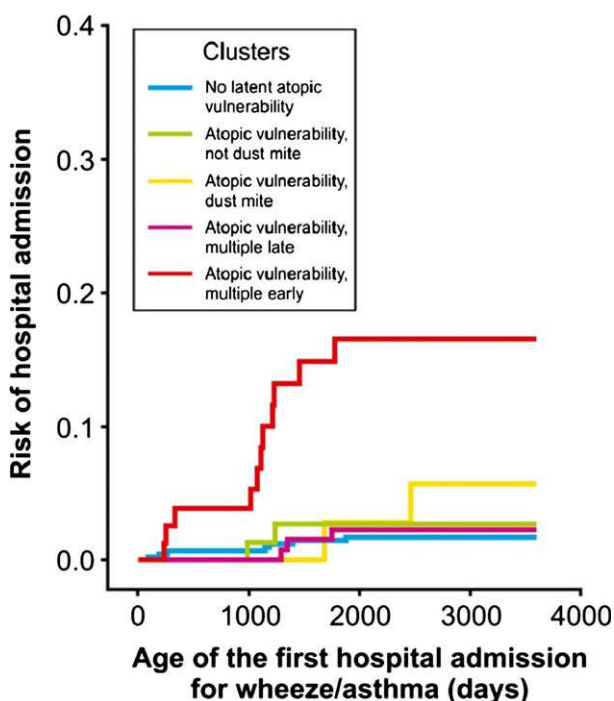 0.4
0.3
0.2
0.1
0.0
Risk of hospital admission
Clusters
No latent atopic
vulnerability
Atopic vulnerability,
not dust mite
Atopic vulnerability,
dust mite
Atopic vulnerability,
multiple late
Atopic vulnerability,
multiple early
0 1000 2000 3000 4000
Age of the first hospital admission
for wheeze/asthma (days)